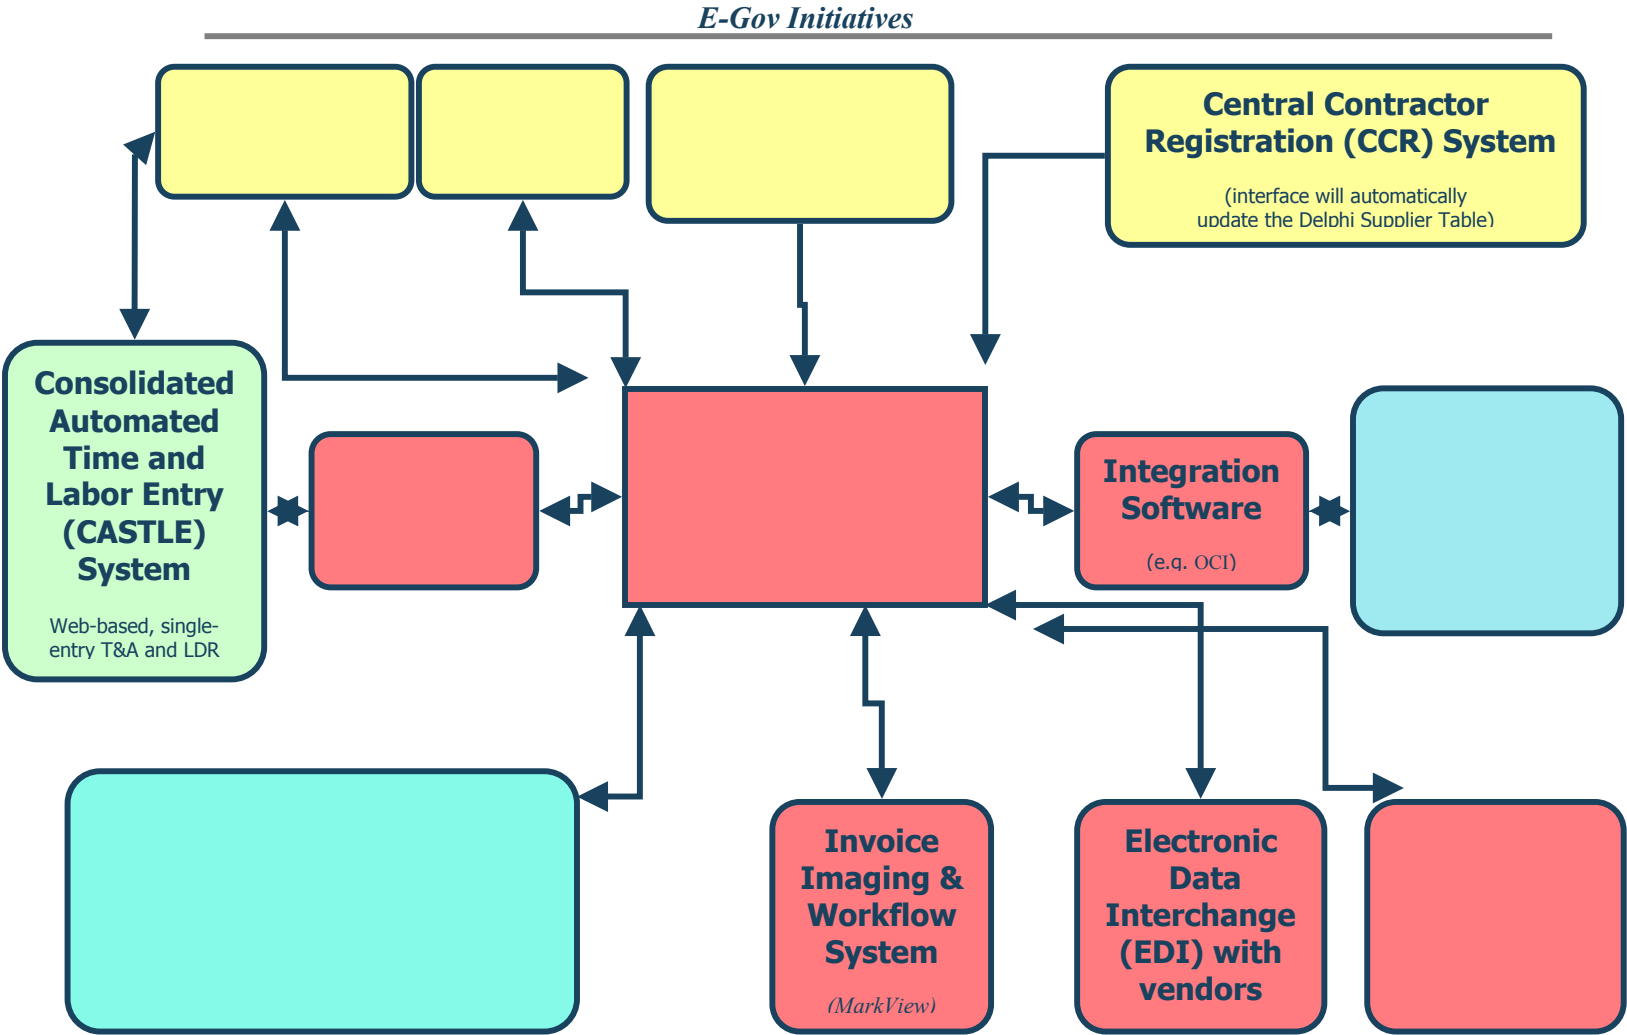 E-Gov Initiatives
Central Contractor
Registration (CCR) System
(interface will automatically
update the Delphi Supplier Table)
Consolidated
Automated
Time and
Labor Entry
(CASTLE)
System
Web-based, single-
entry T&A and LDR
Integration
Software
(e.g. OCI)
Invoice
Imaging &
Workflow
System
(MarkView)
Electronic
Data
Interchange
(EDI) with
vendors